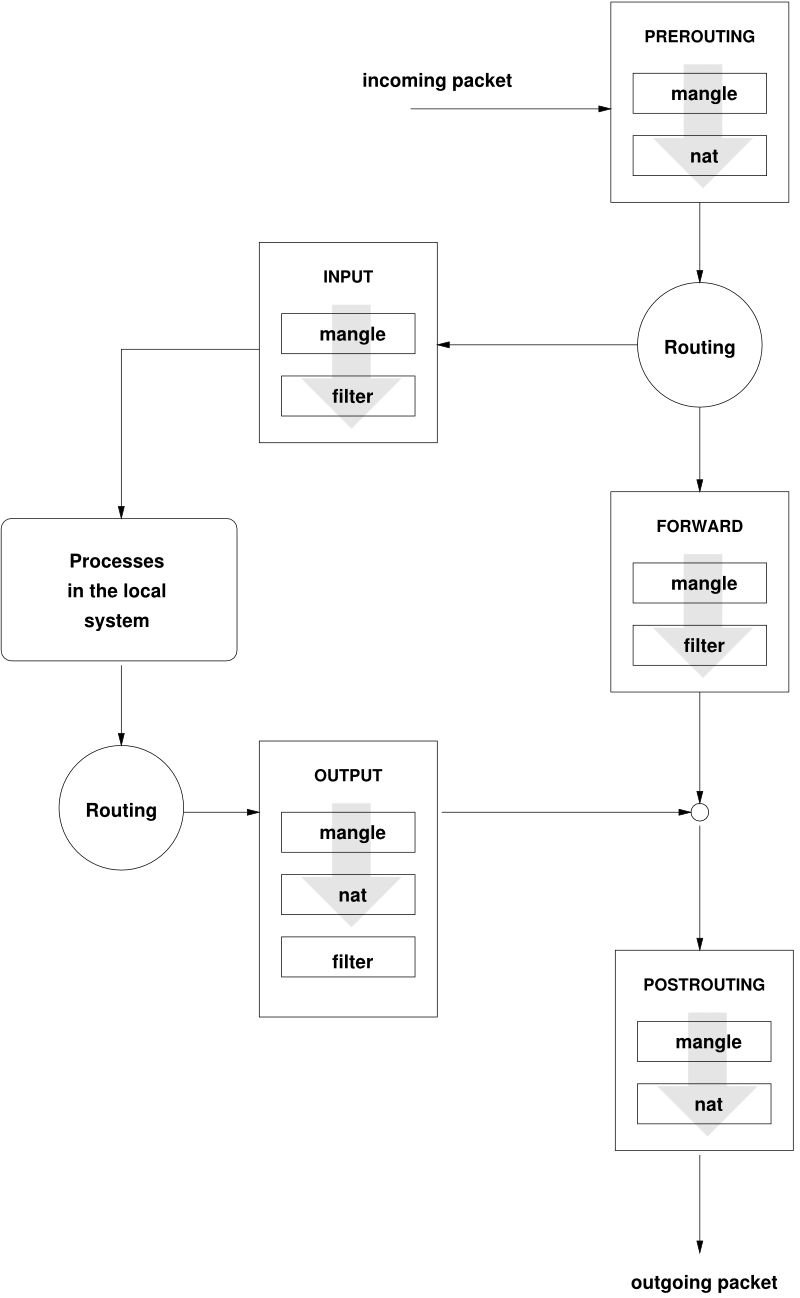 PREROUTING
incoming packet
mangle
nat
INPUT
mangle
filter
Routing
FORWARD
mangle
filter
Processes
in the local
system
Routing
OUTPUT
mangle
nat
filter
POSTROUTING
mangle
nat
outgoing packet